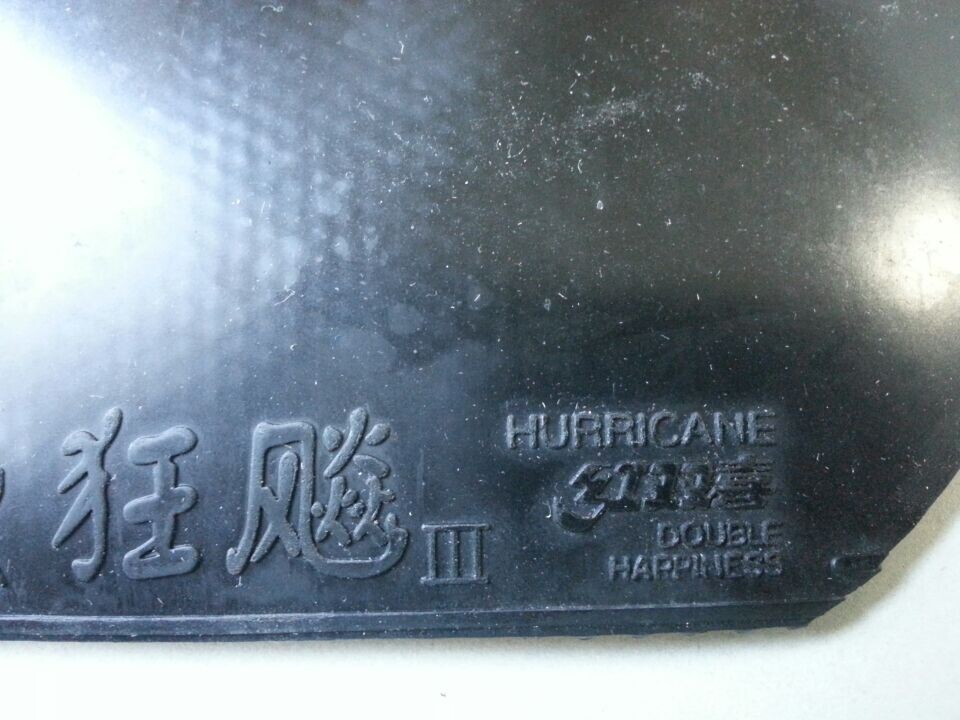 狂飚 III
HURRICANE
DOUBLE
HAPPINESS